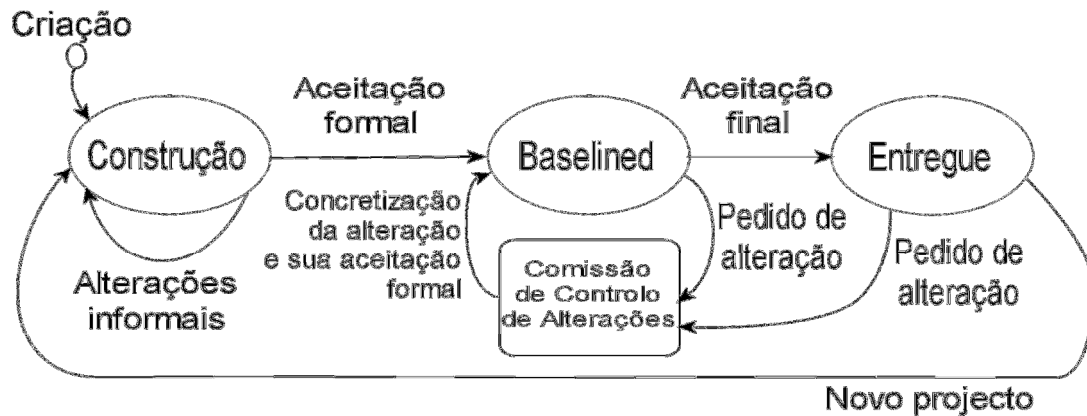 Criação
Aceitação
formal
Aceitação
final
Construção
Baselined
Entregue
Concretização
da alteração
e sua aceitação
formal
Pedido de
alteração
Pedido de
alteração
Comissão
de Controlo
de Alterações
Alterações
informais
Novo projecto